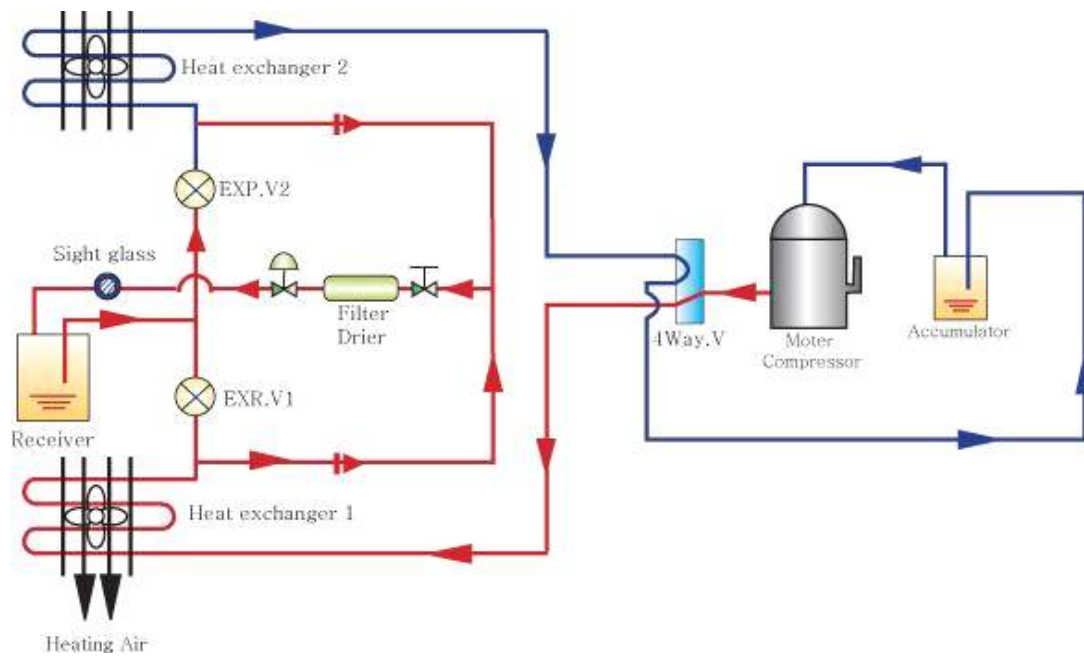 Heat exchanger 2
EXP.V2
Sight glass
Filter
Drier
4Way.V
Moter
Compressor
Accumulator
EXR.V1
Receiver
Heat exchanger 1
Heating Air